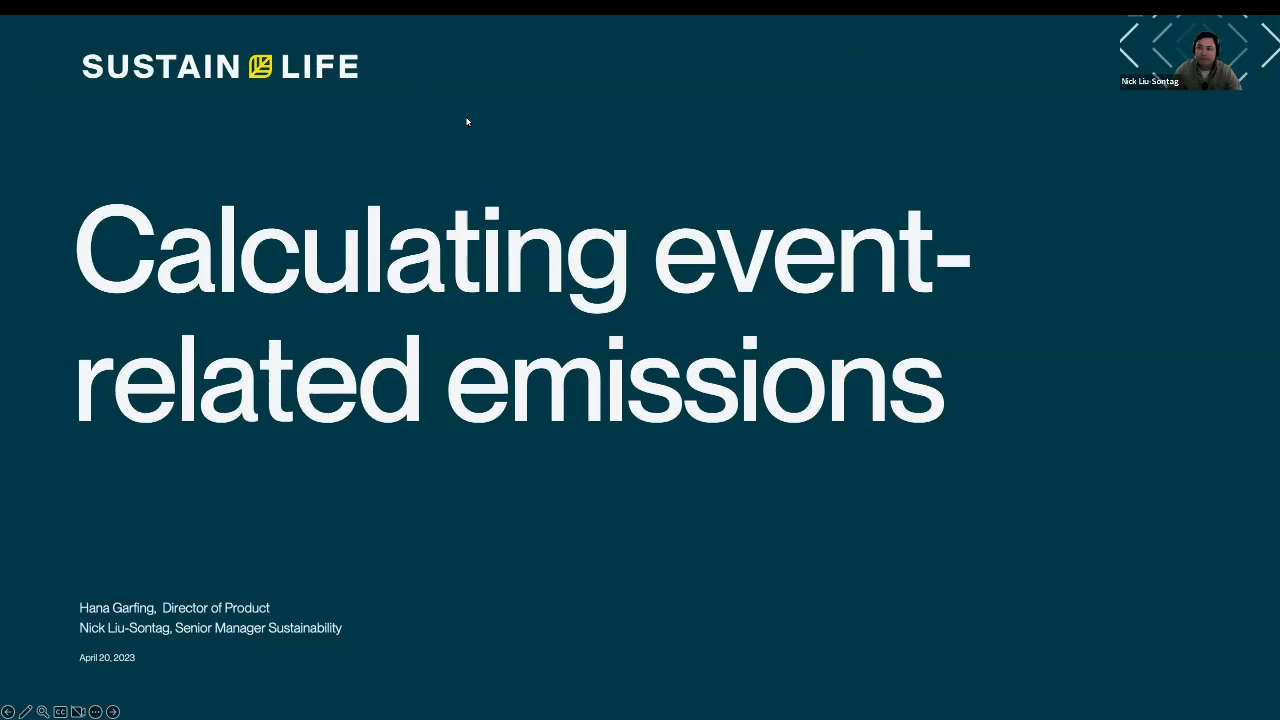 SUSTAIN LIFE
Nick Liu-Sontag
Calculating event-
related emissions
Hana Garfing, Director of Product
Nick Liu-Sontag, Senior Manager Sustainability
April 20, 2023
CC